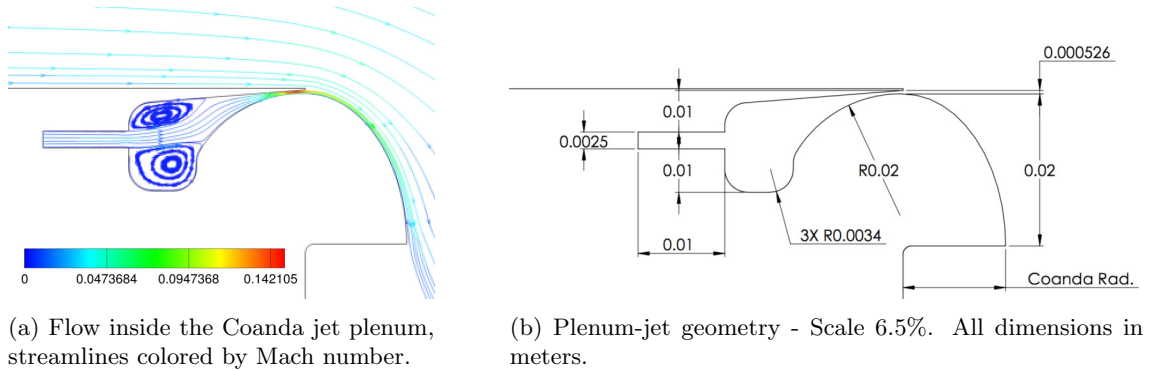 0.000526
0.01
0.0025
0.01
R0.02
0.02
3X R0.0034
0.01
Coanda Rad.
0
0.0473684
0.0947368
0.142105
(a) Flow inside the Coanda jet plenum,
streamlines colored by Mach number.
(b) Plenum-jet geometry - Scale 6.5%. All dimensions in
meters.